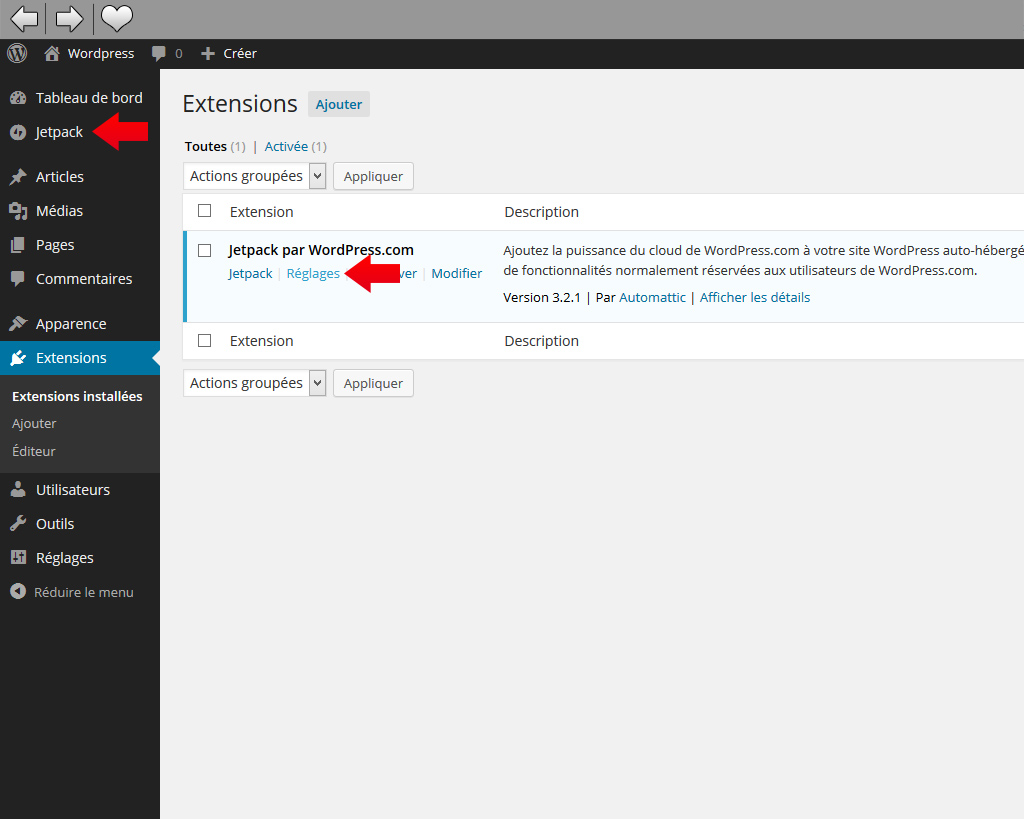 Wordpress 0 Créer
Tableau de bord
Jetpack
Articles
Médias
Pages
Commentaires
Apparence
Extensions
Extensions installées
Ajouter
Éditeur
Utilisateurs
Outils
Réglages
Réduire le menu
Extensions Ajouter
Toutes (1) | Activée (1)
Actions groupées Appliquer
Extension Description
Jetpack par WordPress.com
Jetpack | Réglages ver | Modifier
Ajoutez la puissance du cloud de WordPress.com à votre site WordPress auto-hébergé
de fonctionnalités normalement réservées aux utilisateurs de WordPress.com.
Version 3.2.1 | Par Automattic | Afficher les détails
Extension Description
Actions groupées Appliquer